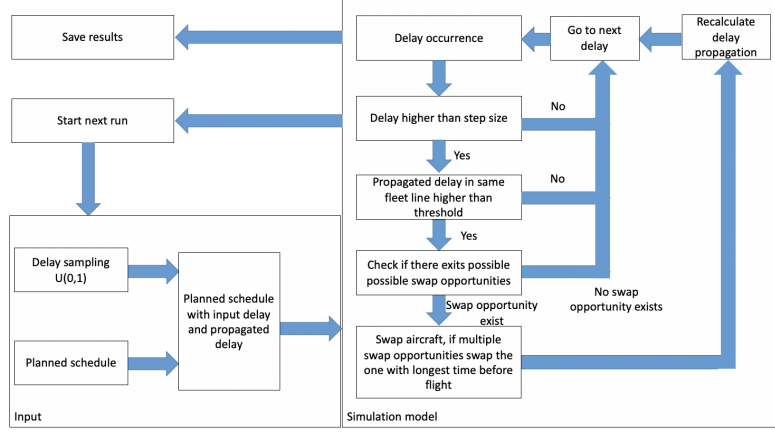 Save results
Start next run
Delay sampling
U(0,1)
Planned schedule
Planned schedule
with input delay
and propagated
delay
Input
Delay occurrence
Go to next
delay
Recalculate
delay
propagation
Delay higher than step size
No
Yes
Propagated delay in same
fleet line higher than
threshold
No
Yes
Check if there exits possible
possible swap opportunities
No swap
opportunity exists
Swap opportunity
exist
Swap aircraft, if multiple
swap opportunities swap the
one with longest time before
flight
Simulation model